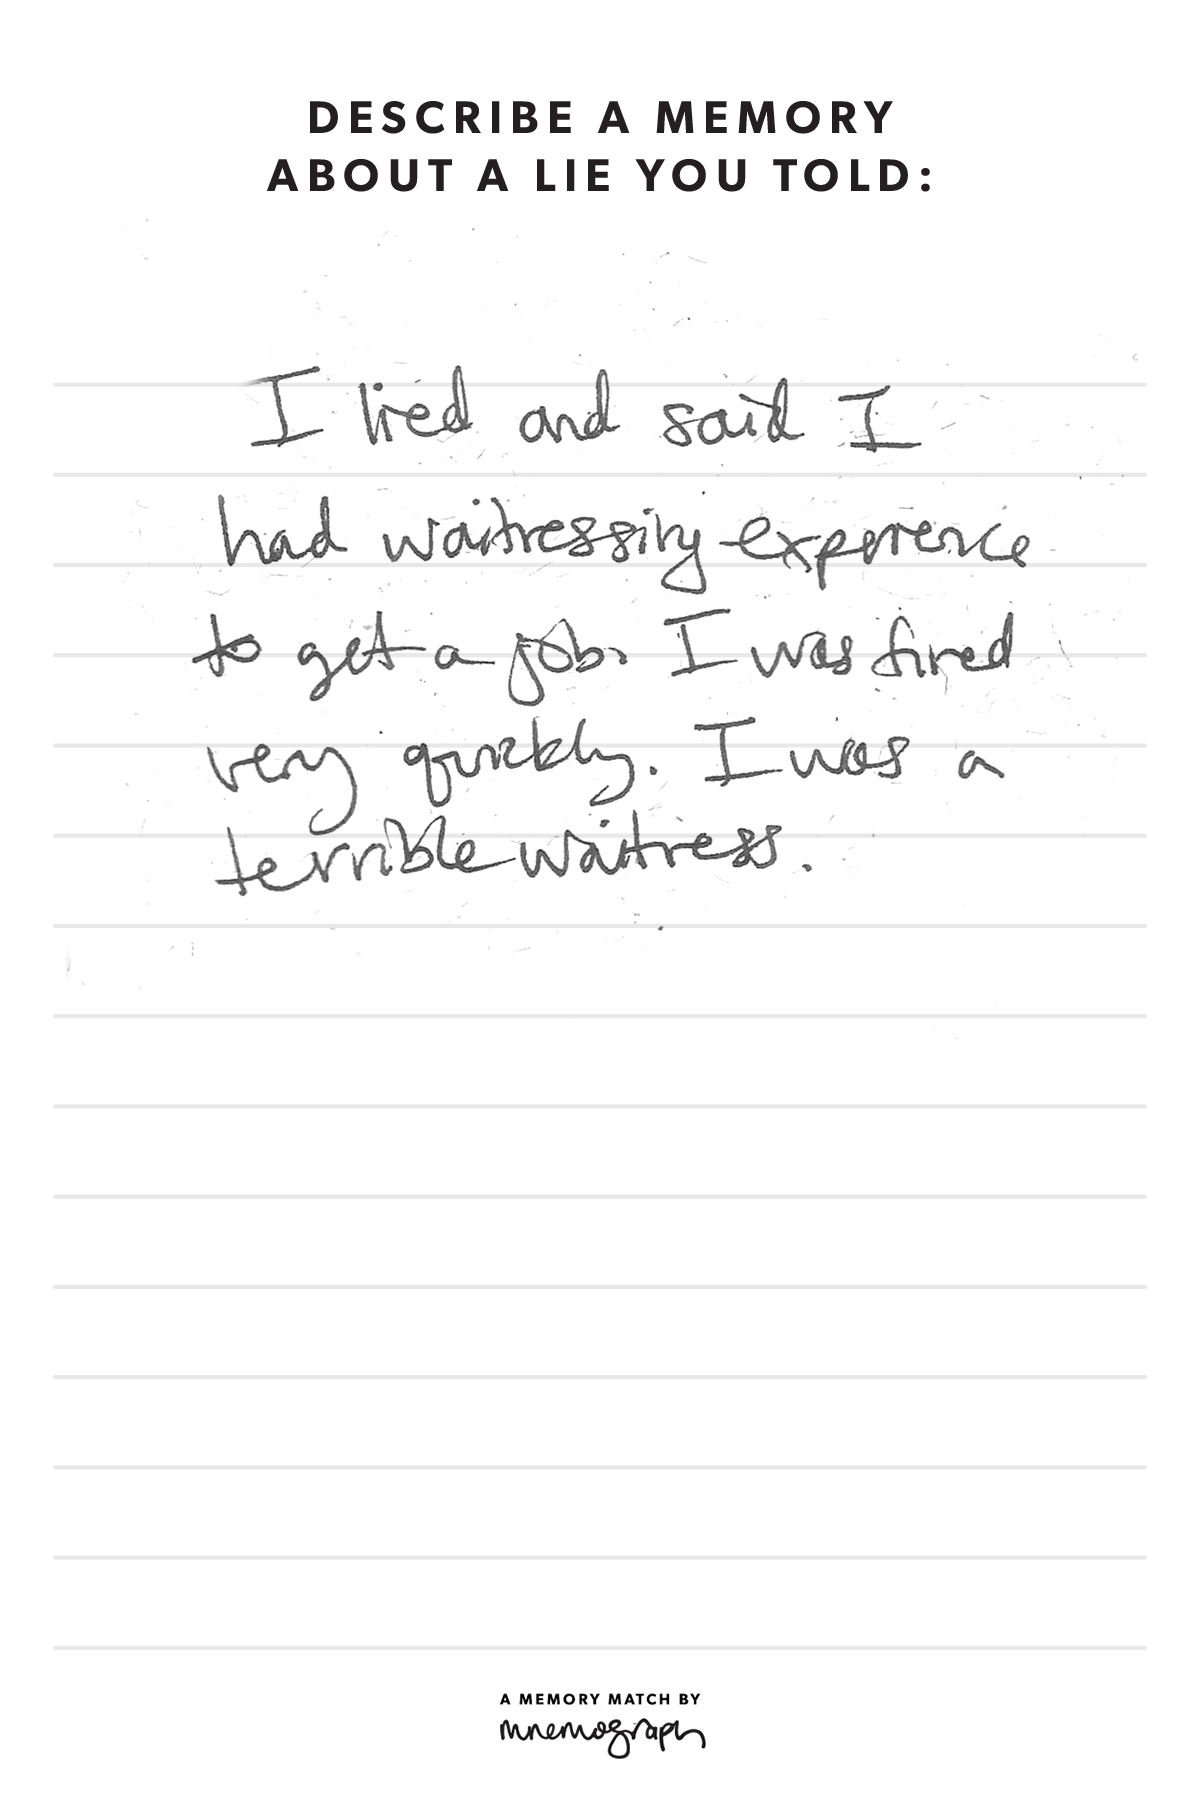 DESCRIBE A MEMORY
ABOUT A LIE YOU TOLD:
I lied and said I
had waitressing experience
to get a job. I was fired
very quickly. I was a
terrible waitress.
A MEMORY MATCH BY
mnemograph